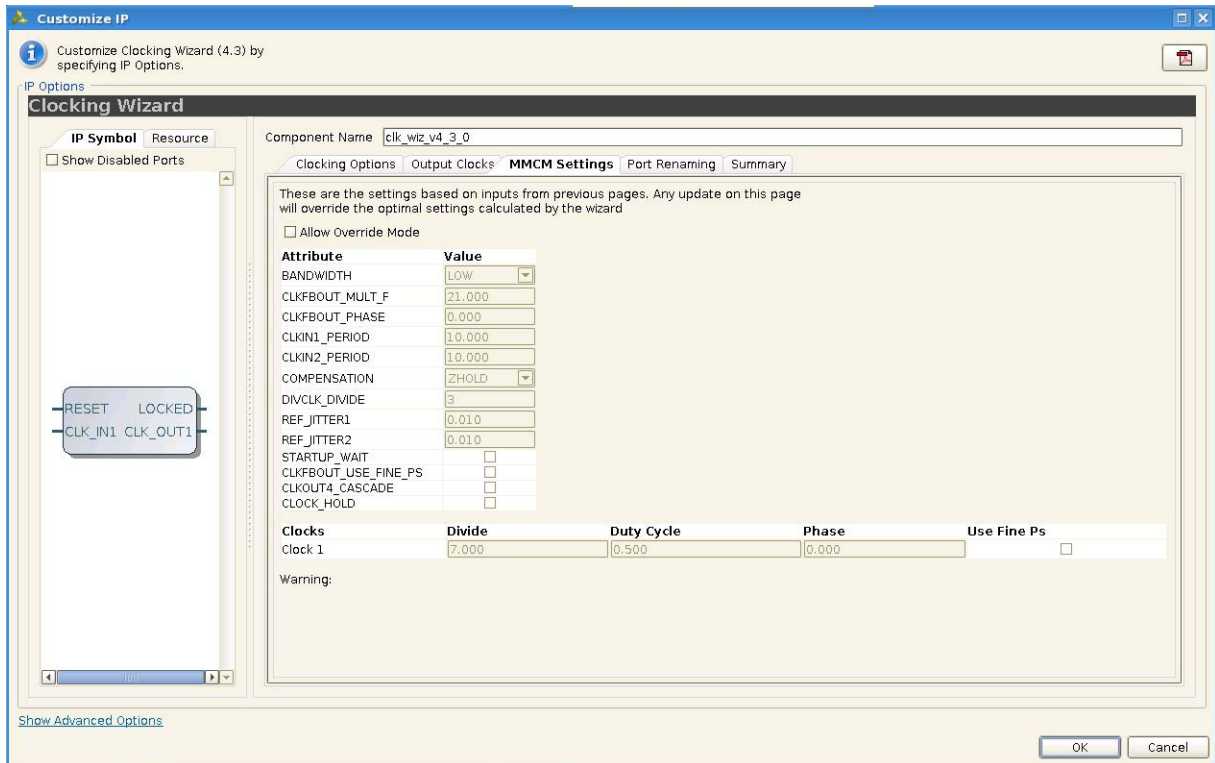 Customize IP
Customize Clocking Wizard (4.3) by
specifying IP Options.
IP Options
Clocking Wizard
IP Symbol Resource
Show Disabled Ports
RESET LOCKED
CLK_IN1 CLK_OUT1
Component Name clk_wiz_v4_3_0
Clocking Options Output Clocks MMCM Settings Port Renaming Summary
These are the settings based on inputs from previous pages. Any update on this page
will override the optimal settings calculated by the wizard
Allow Override Mode
Attribute Value
BANDWIDTH LOW
CLKFBOUT_MULT_F 21.000
CLKFBOUT_PHASE 0.000
CLKIN1_PERIOD 10.000
CLKIN2_PERIOD 10.000
COMPENSATION ZHOLD
DIVCLK_DIVIDE 3
REF_JITTER1 0.010
REF_JITTER2 0.010
STARTUP_WAIT
CLKFBOUT_USE_FINE_PS
CLKOUT4_CASCADE
CLOCK_HOLD
Clocks Divide Duty Cycle Phase Use Fine Ps
Clock 1 7.000 0.500 0.000
Warning:
Show Advanced Options
OK Cancel